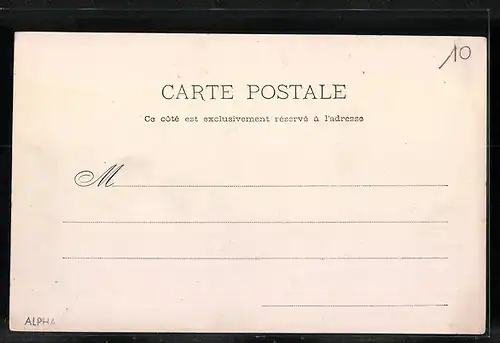 10
CARTE POSTALE
Ce côté est exclusivement réservé à l'adresse
M
ALPHA